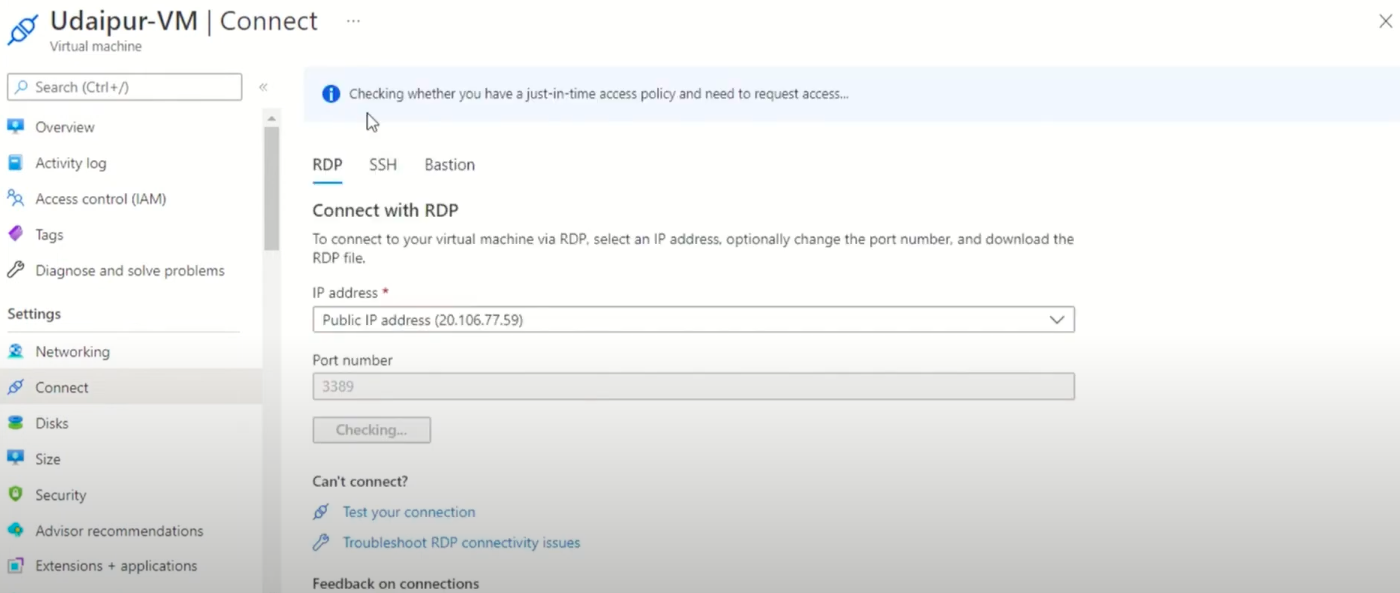 Udaipur-VM | Connect ...
Virtual machine
Search (Ctrl+/)
«
Overview
Activity log
Access control (IAM)
Tags
Diagnose and solve problems
Settings
Networking
Connect
Disks
Size
Security
Advisor recommendations
Extensions + applications
Checking whether you have a just-in-time access policy and need to request access...
RDP SSH Bastion
Connect with RDP
To connect to your virtual machine via RDP, select an IP address, optionally change the port number, and download the
RDP file.
IP address *
Public IP address (20.106.77.59)
Port number
3389
Checking...
Can't connect?
Test your connection
Troubleshoot RDP connectivity issues
Feedback on connections